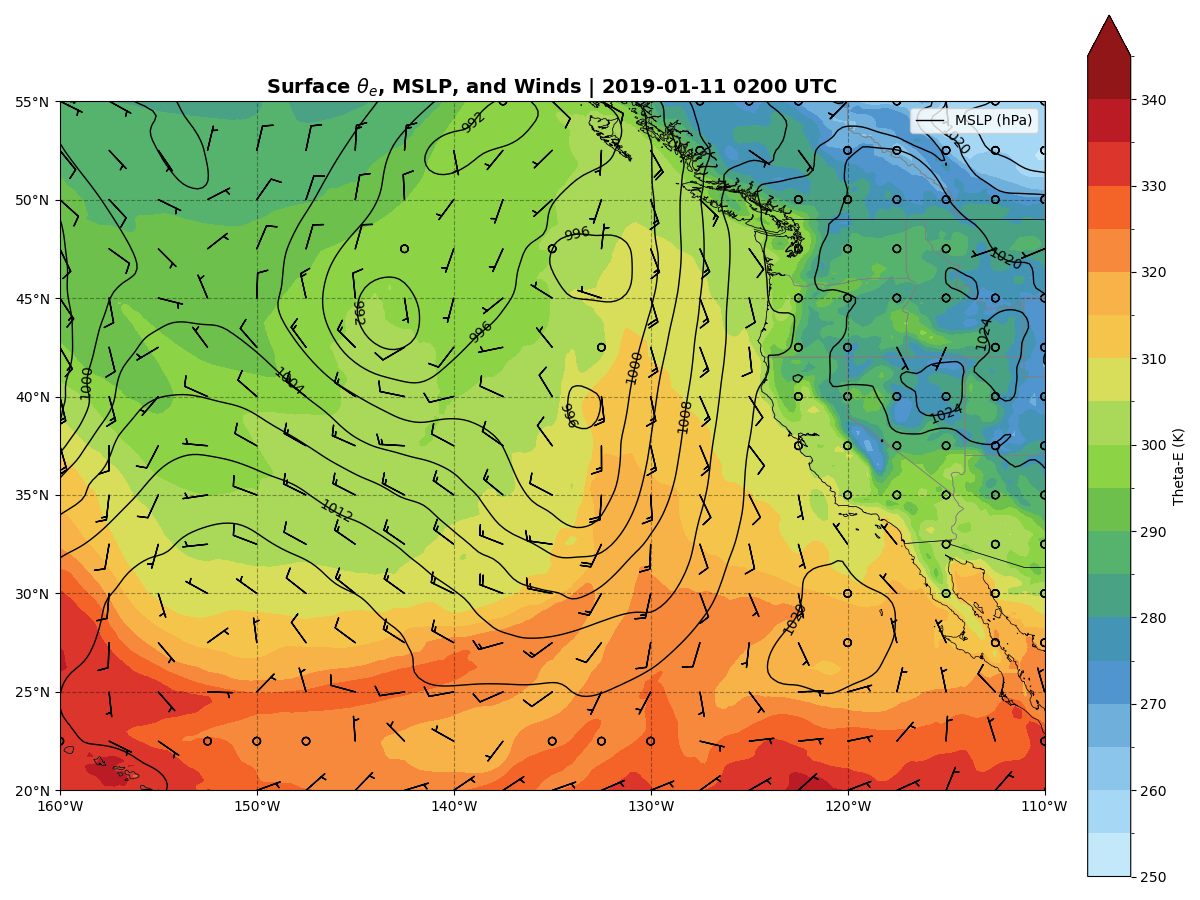 Surface θe, MSLP, and Winds | 2019-01-11 0200 UTC
MSLP (hPa)
55°N
50°N
45°N
40°N
35°N
30°N
25°N
20°N
160°W
150°W
140°W
130°W
120°W
110°W
992
1020
996
1020
992
996
1024
1000
1004
1000
996
1008
1024
1012
1020
340
330
320
310
300
290
280
270
260
250
Theta-E (K)